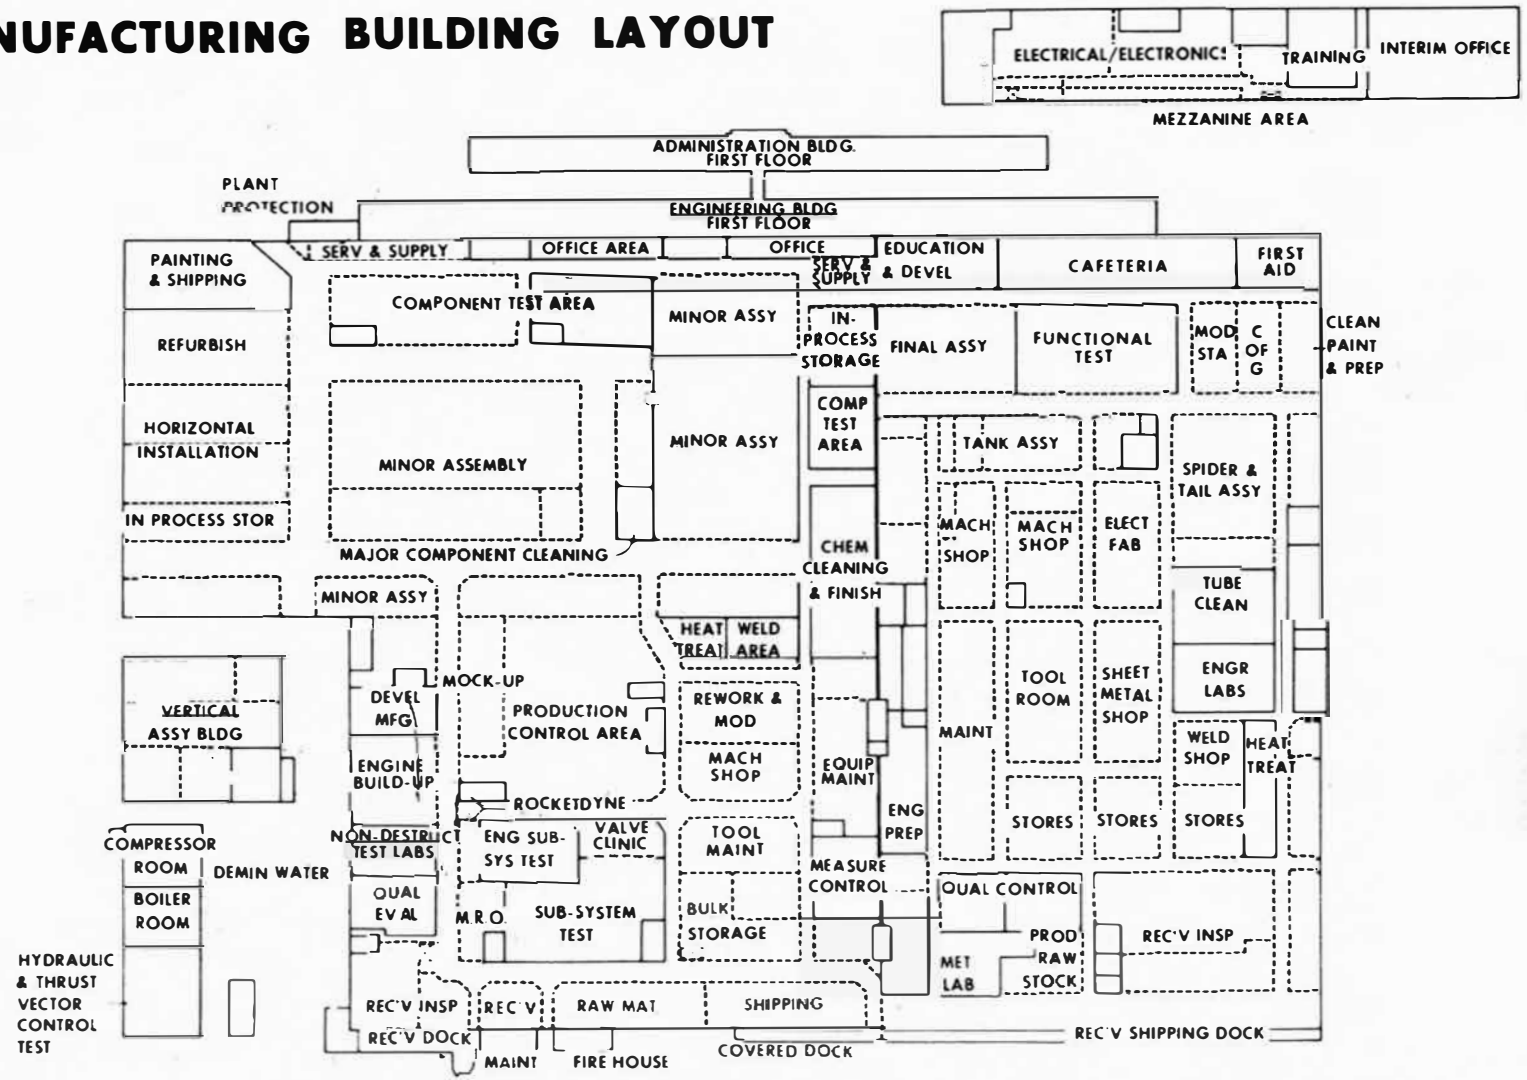 NUFACTURING BUILDING LAYOUT
ELECTRICAL/ELECTRONICS
TRAINING
INTERIM OFFICE
MEZZANINE AREA
ADMINISTRATION BLDG.
FIRST FLOOR
PLANT
PROTECTION
ENGINEERING BLDG
FIRST FLOOR
PAINTING
& SHIPPING
SERV & SUPPLY
OFFICE AREA
OFFICE
SERV &
SUPPLY
EDUCATION
& DEVEL
CAFETERIA
FIRST
AID
COMPONENT TEST AREA
MINOR ASSY
IN-
PROCESS
STORAGE
FINAL ASSY
FUNCTIONAL
TEST
MOD
STA
C
OF
G
CLEAN
PAINT
& PREP
REFURBISH
HORIZONTAL
INSTALLATION
IN PROCESS STOR
MINOR ASSEMBLY
MINOR ASSY
COMP
TEST
AREA
TANK ASSY
SPIDER &
TAIL ASSY
MAJOR COMPONENT CLEANING
CHEM
CLEANING
& FINISH
MACH
SHOP
MACH
SHOP
ELECT
FAB
TUBE
CLEAN
MINOR ASSY
HEAT
TREAT
WELD
AREA
ENGR
LABS
VERTICAL
ASSY BLDG
DEVEL
MFG
MOCK-UP
PRODUCTION
CONTROL AREA
REWORK &
MOD
MACH
SHOP
EQUIP
MAINT
MAINT
TOOL
ROOM
SHEET
METAL
SHOP
WELD
SHOP
HEAT
TREAT
ENGINE
BUILD-UP
ROCKETDYNE
ENG
PREP
STORES
STORES
STORES
COMPRESSOR
ROOM
DEMIN WATER
BOILER
ROOM
NON-DESTRUCT
TEST LABS
ENG SUB-
SYS TEST
VALVE
CLINIC
TOOL
MAINT
MEASURE
CONTROL
QUAL CONTROL
QUAL
EVAL
M.R.O.
SUB-SYSTEM
TEST
BULK
STORAGE
MET
LAB
PROD
RAW
STOCK
REC'V INSP
HYDRAULIC
& THRUST
VECTOR
CONTROL
TEST
REC'V INSP
REC'V
RAW MAT
SHIPPING
REC'V DOCK
MAINT
FIRE HOUSE
COVERED DOCK
REC'V SHIPPING DOCK